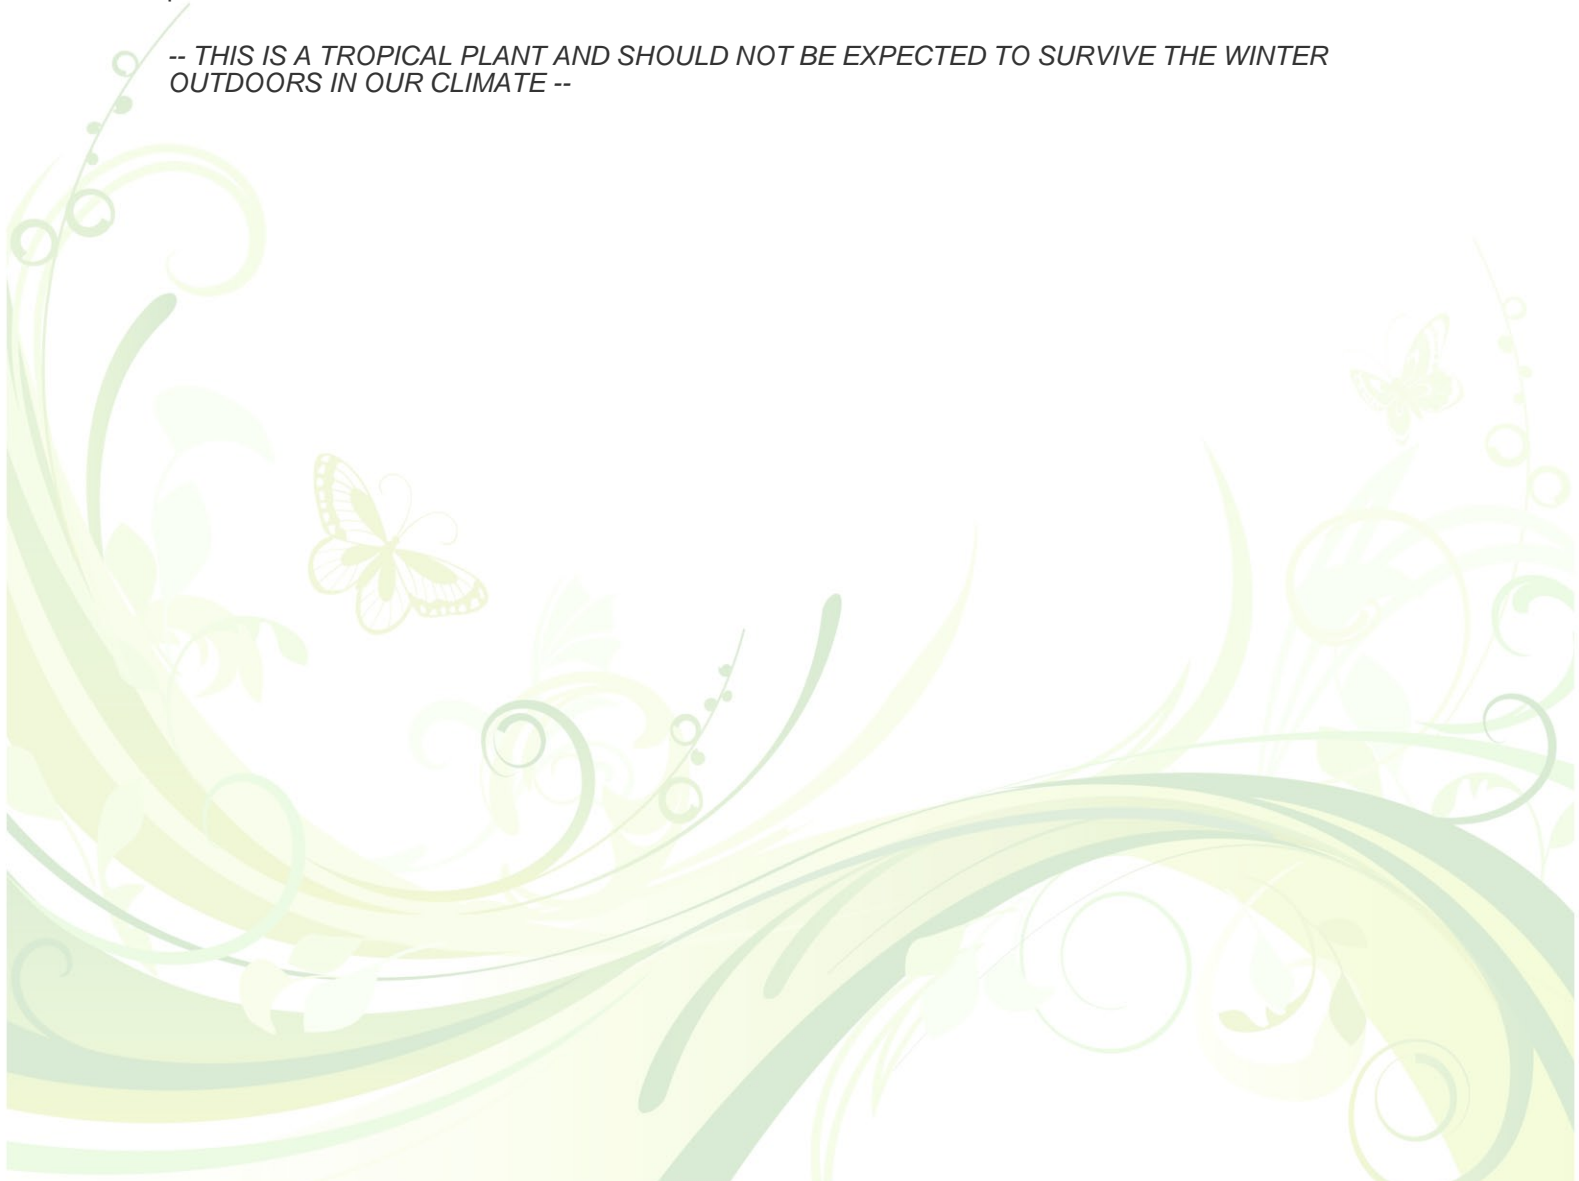 -- THIS IS A TROPICAL PLANT AND SHOULD NOT BE EXPECTED TO SURVIVE THE WINTER
OUTDOORS IN OUR CLIMATE --